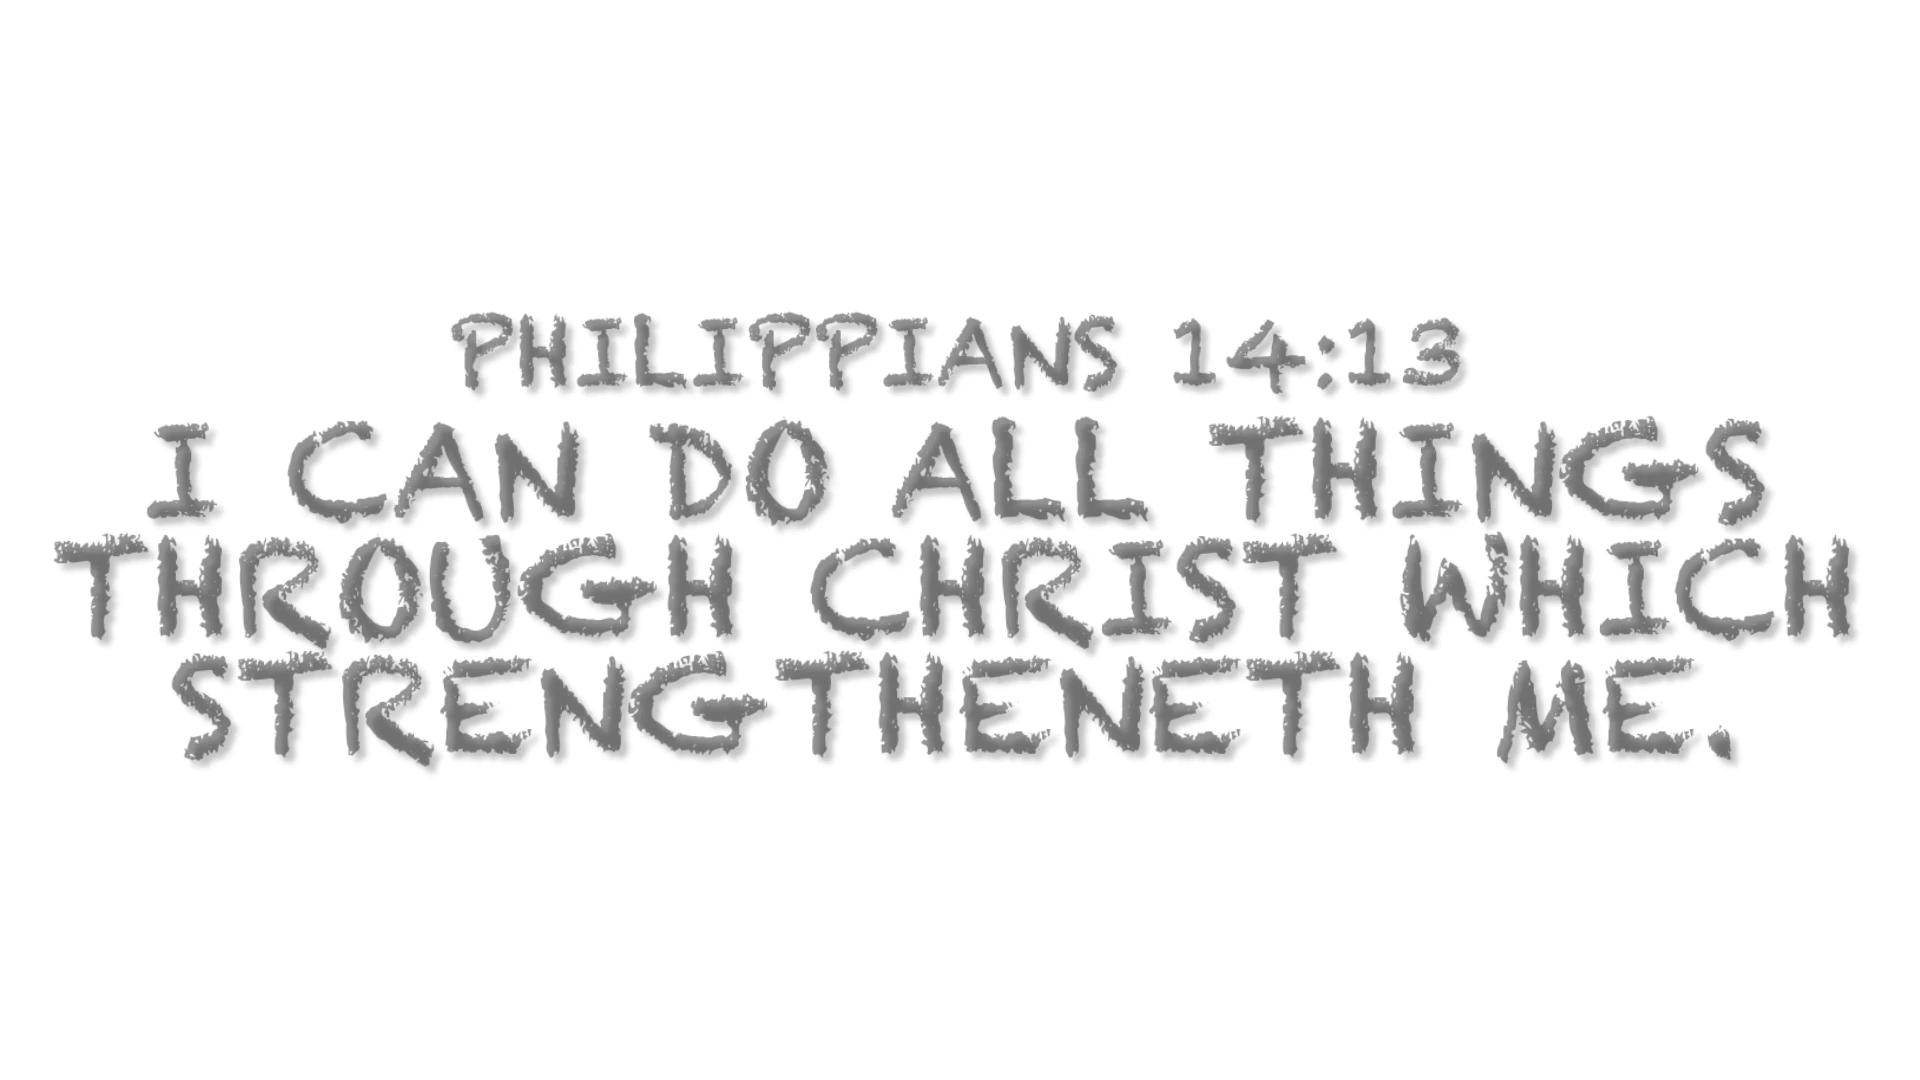 PHILIPPIANS 14:13
I CAN DO ALL THINGS
THROUGH CHRIST WHICH
STRENGTHENETH ME.